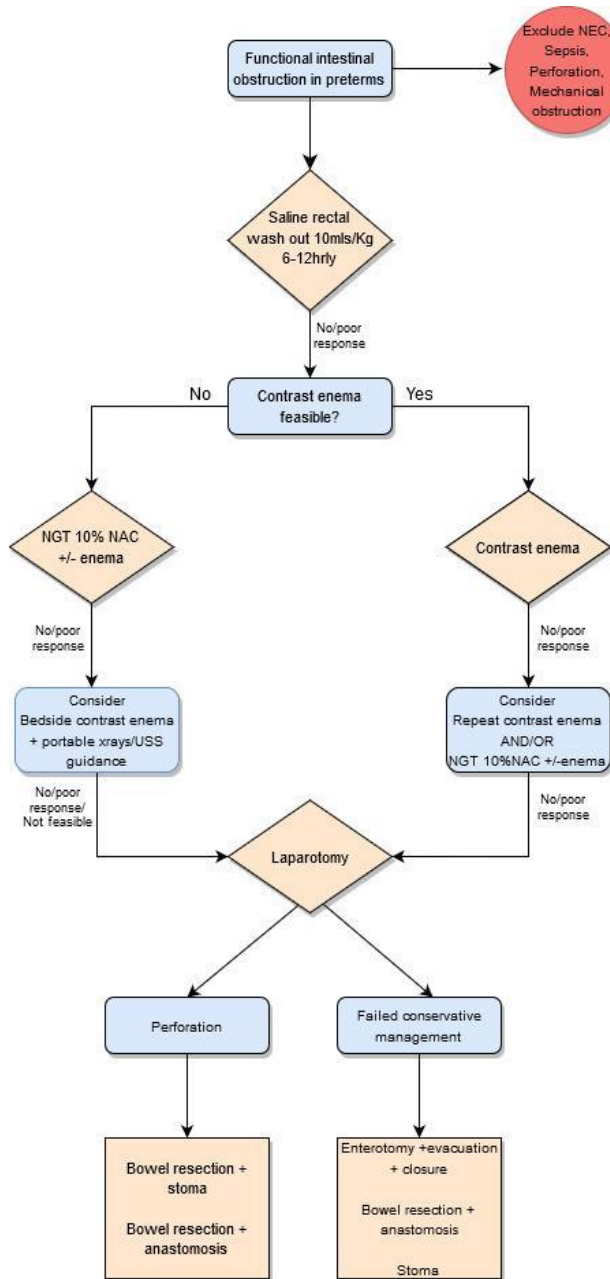 Functional intestinal
obstruction in preterms
Exclude NEC,
Sepsis,
Perforation,
Mechanical
obstruction
Saline rectal
wash out 10mls/Kg
6-12hrly
No/poor
response
Contrast enema
feasible?
No
Yes
NGT 10% NAC
+/- enema
Contrast enema
No/poor
response
No/poor
response
Consider
Bedside contrast enema
+ portable xrays/USS
guidance
Consider
Repeat contrast enema
AND/OR
NGT 10%NAC +/-enema
No/poor
response/
Not feasible
No/poor
response
Laparotomy
Perforation
Failed conservative
management
Bowel resection +
stoma
Bowel resection +
anastomosis
Enterotomy +evacuation
+ closure
Bowel resection +
anastomosis
Stoma